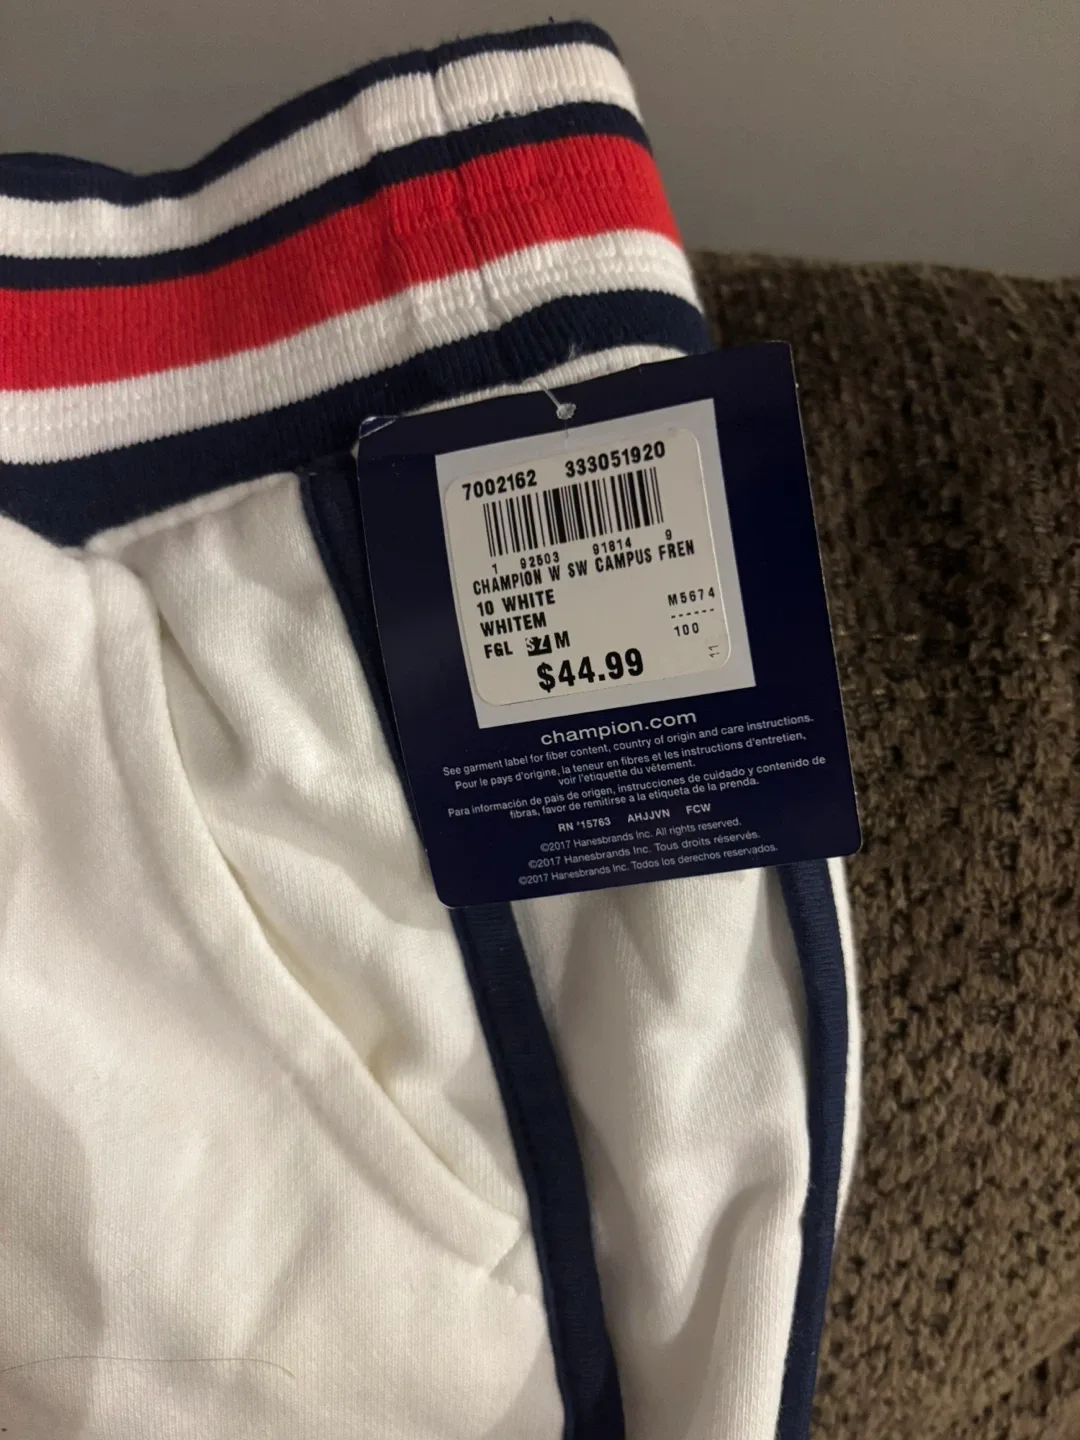 7002162 333051920
1 92503 91814 9
CHAMPION W SW CAMPUS FREN
10 WHITE
WHITEM
M5674
------
FGL SZ M
100
11
$44.99
champion.com
See garment label for fiber content, country of origin and care instructions.
Pour le pays d'origine, la teneur en fibres et les instructions d'entretien,
voir l'etiquette du vêtement.
Para información de pais de origen, instrucciones de cuidado y contenido de
fibras, favor de remitirse a la etiqueta de la prenda.
RN #15763 AHJJVN FCW
©2017 Hanesbrands Inc. All rights reserved.
©2017 Hanesbrands Inc. Tous droits réservés.
©2017 Hanesbrands Inc. Todos los derechos reservados.